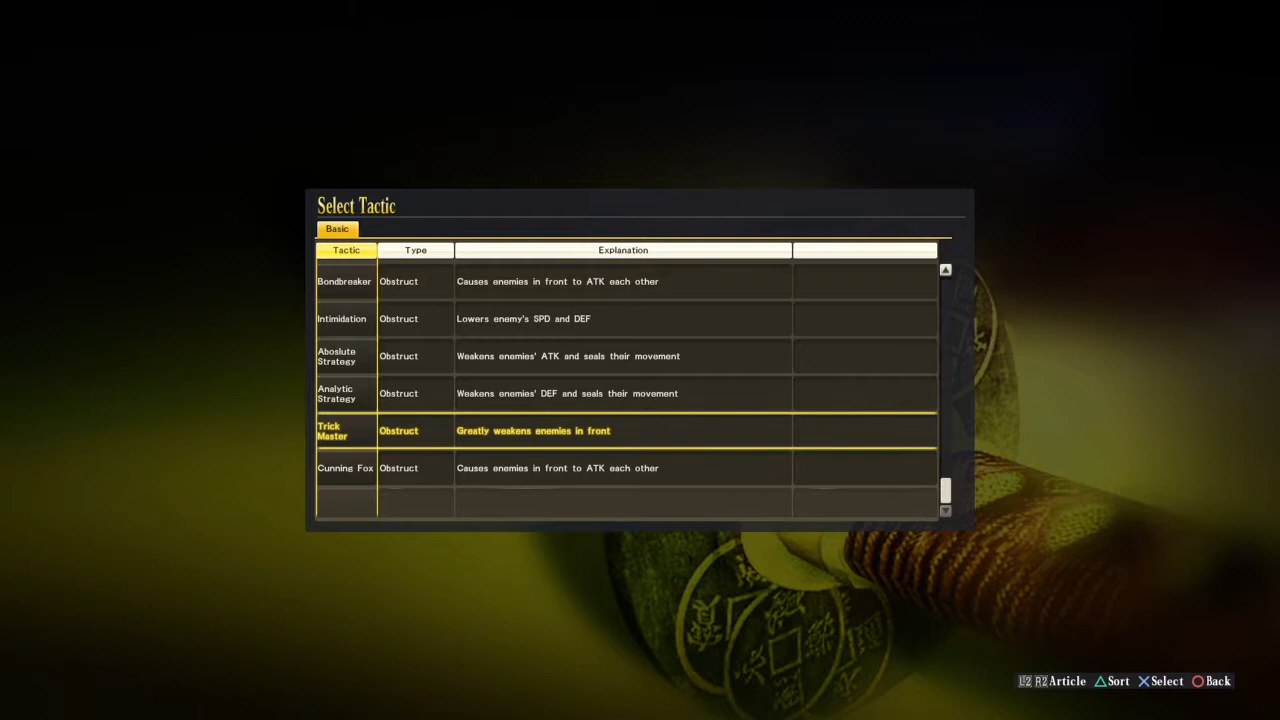 Select Tactic
Basic
Tactic Type Explanation
Bondbreaker Obstruct Causes enemies in front to ATK each other
Intimidation Obstruct Lowers enemy's SPD and DEF
Aboslute
Strategy Obstruct Weakens enemies' ATK and seals their movement
Analytic
Strategy Obstruct Weakens enemies' DEF and seals their movement
Trick
Master Obstruct Greatly weakens enemies in front
Cunning Fox Obstruct Causes enemies in front to ATK each other
L2 R2 Article Sort Select Back